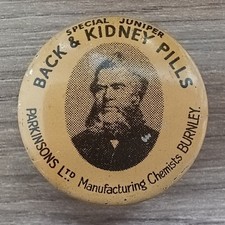 SPECIAL JUNIPER
BACK & KIDNEY PILLS
PARKINSONS LTD Manufacturing Chemists BURNLEY.